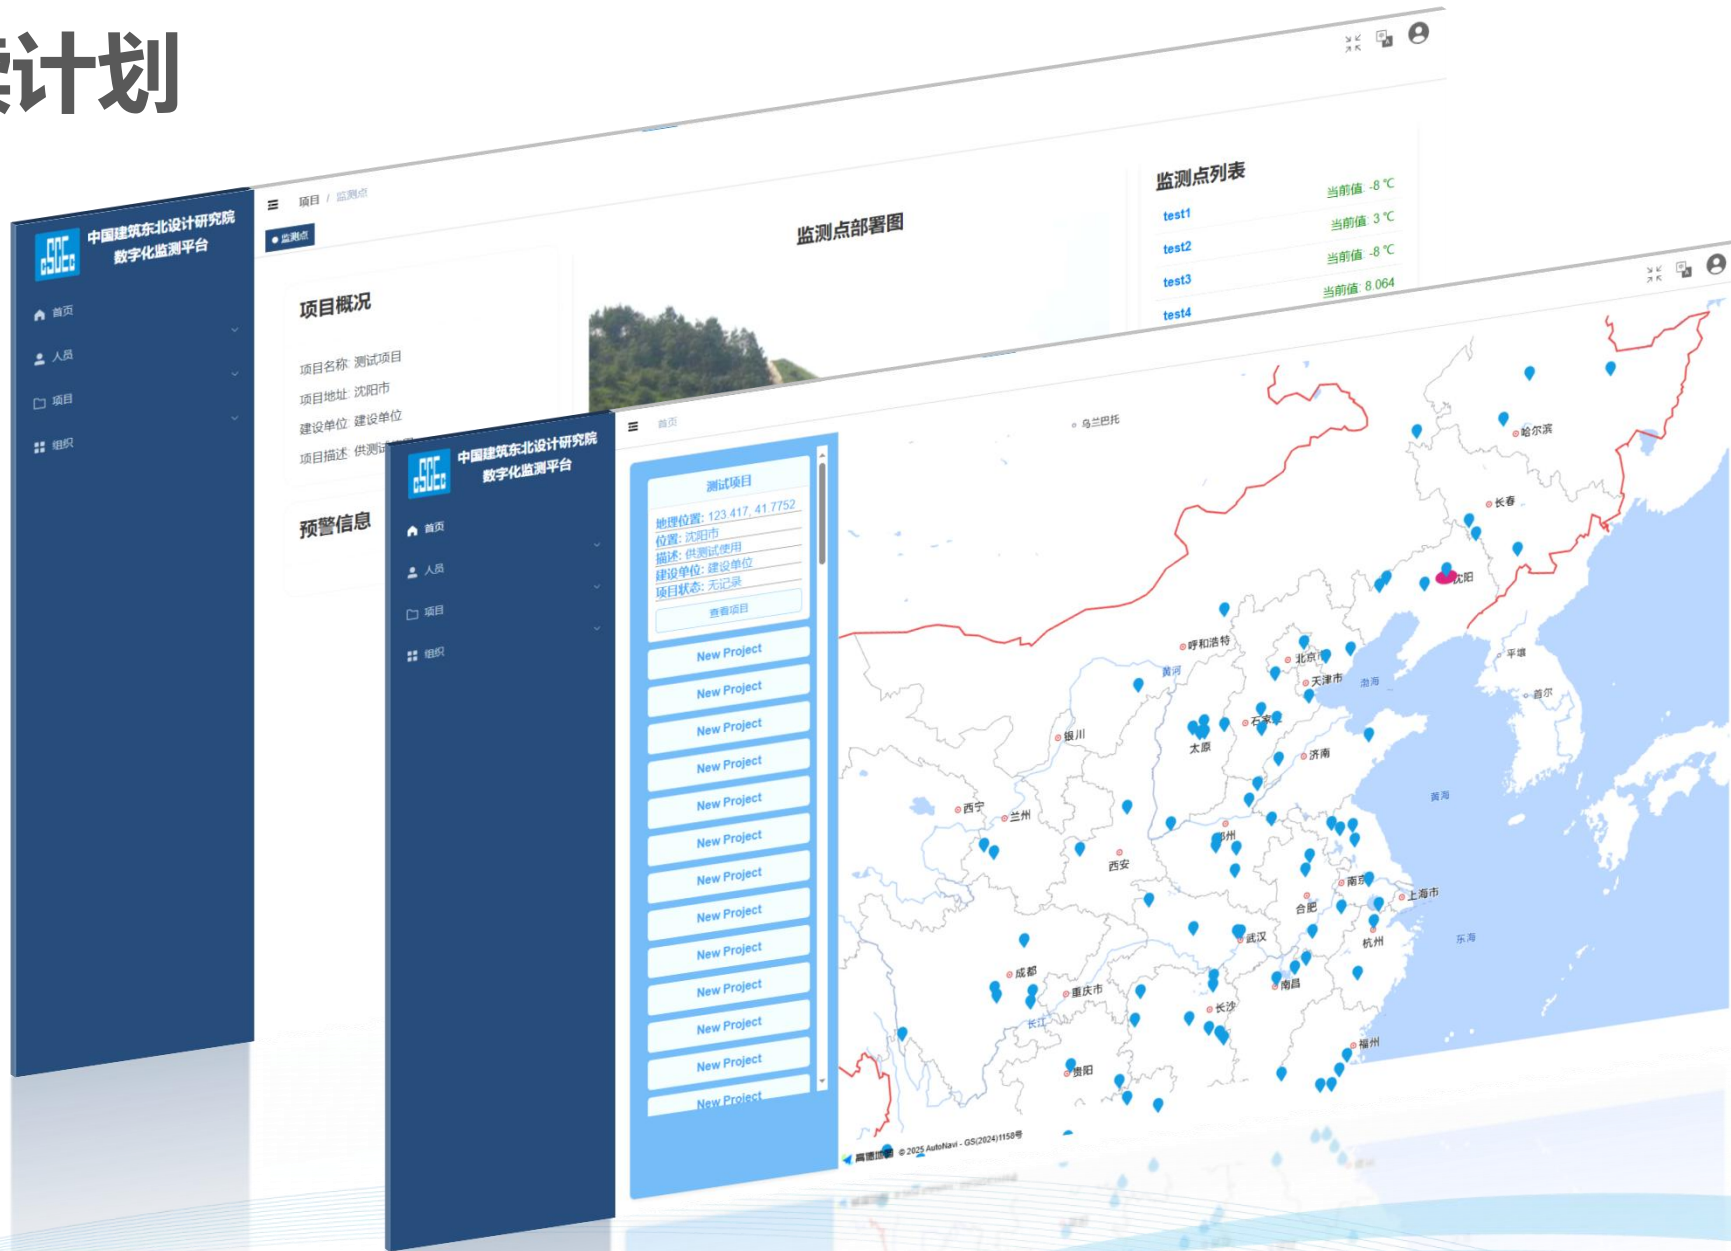 计划
中国建筑东北设计研究院
数字化监测平台
首页
人员
项目
组织
项目 / 监测点
监测点
项目概况
项目名称: 测试项目
项目地址: 沈阳市
建设单位: 建设单位
项目描述: 供测试
预警信息
监测点部署图
监测点列表
test1 当前值: -8 ℃
test2 当前值: 3 ℃
test3 当前值: -8 ℃
test4 当前值: 8.064
中国建筑东北设计研究院
数字化监测平台
首页
人员
项目
组织
首页
测试项目
地理位置: 123.417, 41.7752
位置: 沈阳市
描述: 供测试使用
建设单位: 建设单位
项目状态: 无记录
查看项目
New Project
New Project
New Project
New Project
New Project
New Project
New Project
New Project
New Project
New Project
New Project
New Project
New Project
乌兰巴托
哈尔滨
长春
沈阳
呼和浩特
北京
天津市
渤海
平壤
首尔
黄河
石家
银川
太原
济南
黄海
西宁
兰州
郑州
西安
南京
上海市
合肥
武汉
杭州
东海
成都
重庆市
南昌
长江
长沙
贵阳
福州
高德地图 © 2025 AutoNavi - GS(2024)1158号